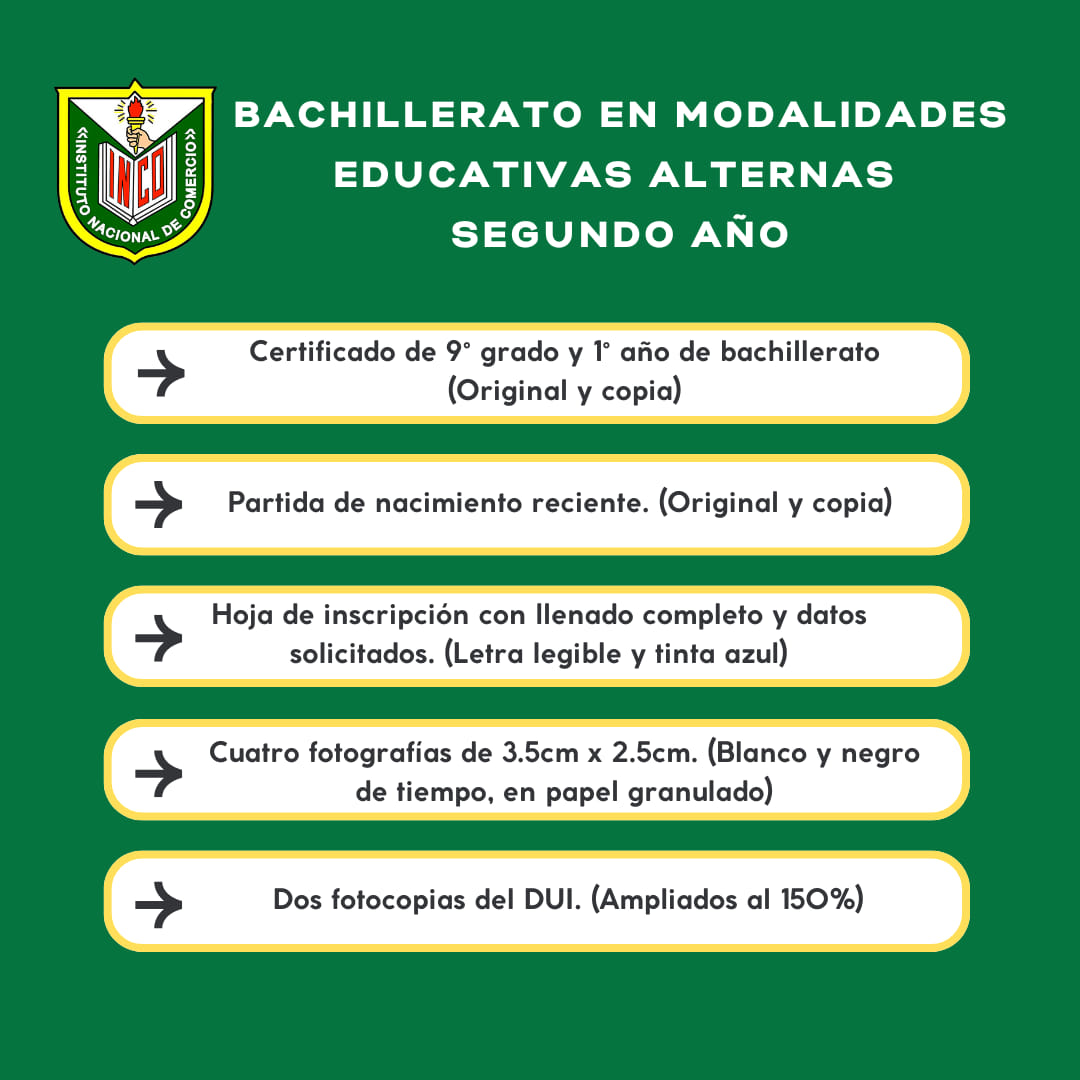 «INSTITUTO NACIONAL DE COMERCIO»
INCO
BACHILLERATO EN MODALIDADES
EDUCATIVAS ALTERNAS
SEGUNDO AÑO
Certificado de 9° grado y 1° año de bachillerato
(Original y copia)
Partida de nacimiento reciente. (Original y copia)
Hoja de inscripción con llenado completo y datos
solicitados. (Letra legible y tinta azul)
Cuatro fotografías de 3.5cm x 2.5cm. (Blanco y negro
de tiempo, en papel granulado)
Dos fotocopias del DUI. (Ampliados al 150%)